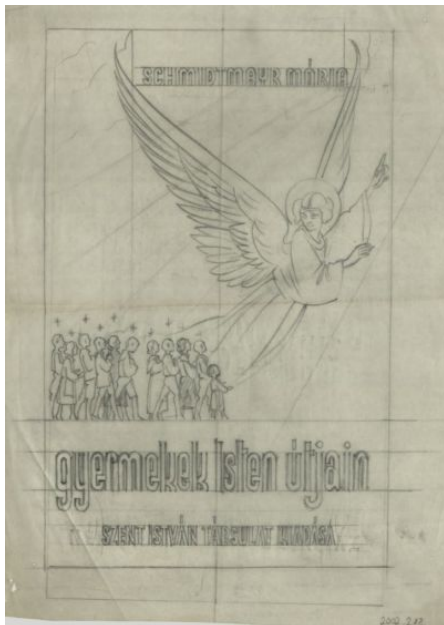 SCHMIDTMAYR MÁRIA
gyermekek Isten útjain
SZENT ISTVÁN TÁRSULAT KIADÁSA